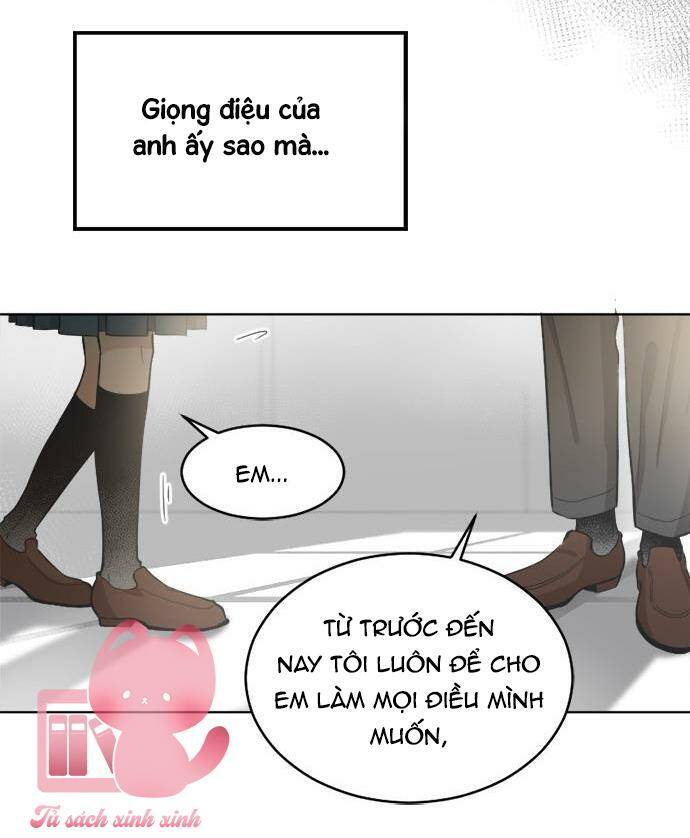 Giọng điệu của
anh ấy sao mà...
EM...
TỪ TRƯỚC ĐẾN
NAY TÔI LUÔN ĐỂ CHO
EM LÀM MỌI ĐIỀU MÌNH
MUỐN,
Tủ sách xinh xinh